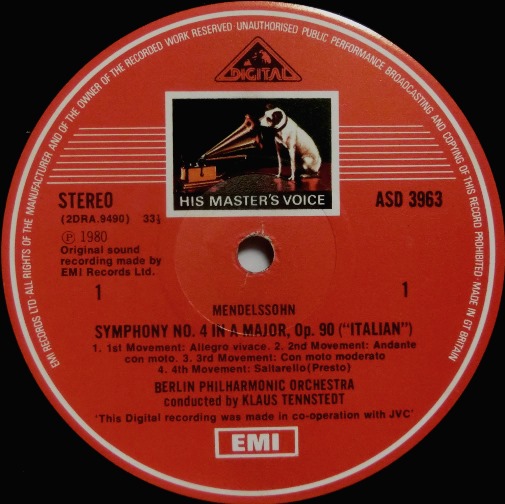 EMI RECORDS LTD·ALL RIGHTS OF THE MANUFACTURER AND OF THE OWNER OF THE RECORDED WORK RESERVED·UNAUTHORISED PUBLIC PERFORMANCE BROADCASTING AND COPYING OF THIS RECORD PROHIBITED MADE IN GT BRITAIN
DIGITAL
HIS MASTER'S VOICE
STEREO
ASD 3963
(2DRA.9490) 33⅓
℗ 1980
Original sound
recording made by
EMI Records Ltd.
1
1
MENDELSSOHN
SYMPHONY NO. 4 IN A MAJOR, Op. 90 ("ITALIAN")
1. 1st Movement: Allegro vivace. 2. 2nd Movement: Andante
con moto. 3. 3rd Movement: Con moto moderato
4. 4th Movement: Saltarello(Presto)
BERLIN PHILHARMONIC ORCHESTRA
conducted by KLAUS TENNSTEDT
'This Digital recording was made in co-operation with JVC'
EMI